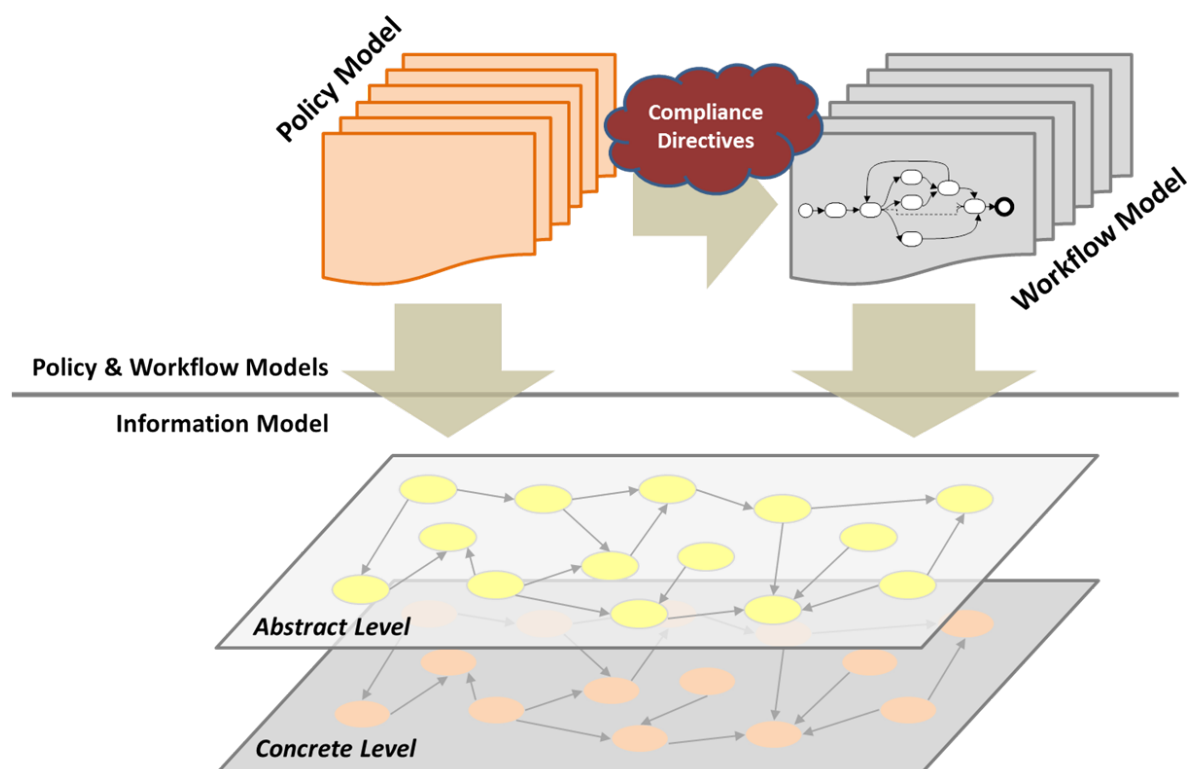 Policy Model
Compliance
Directives
Workflow Model
Policy & Workflow Models
Information Model
Abstract Level
Concrete Level